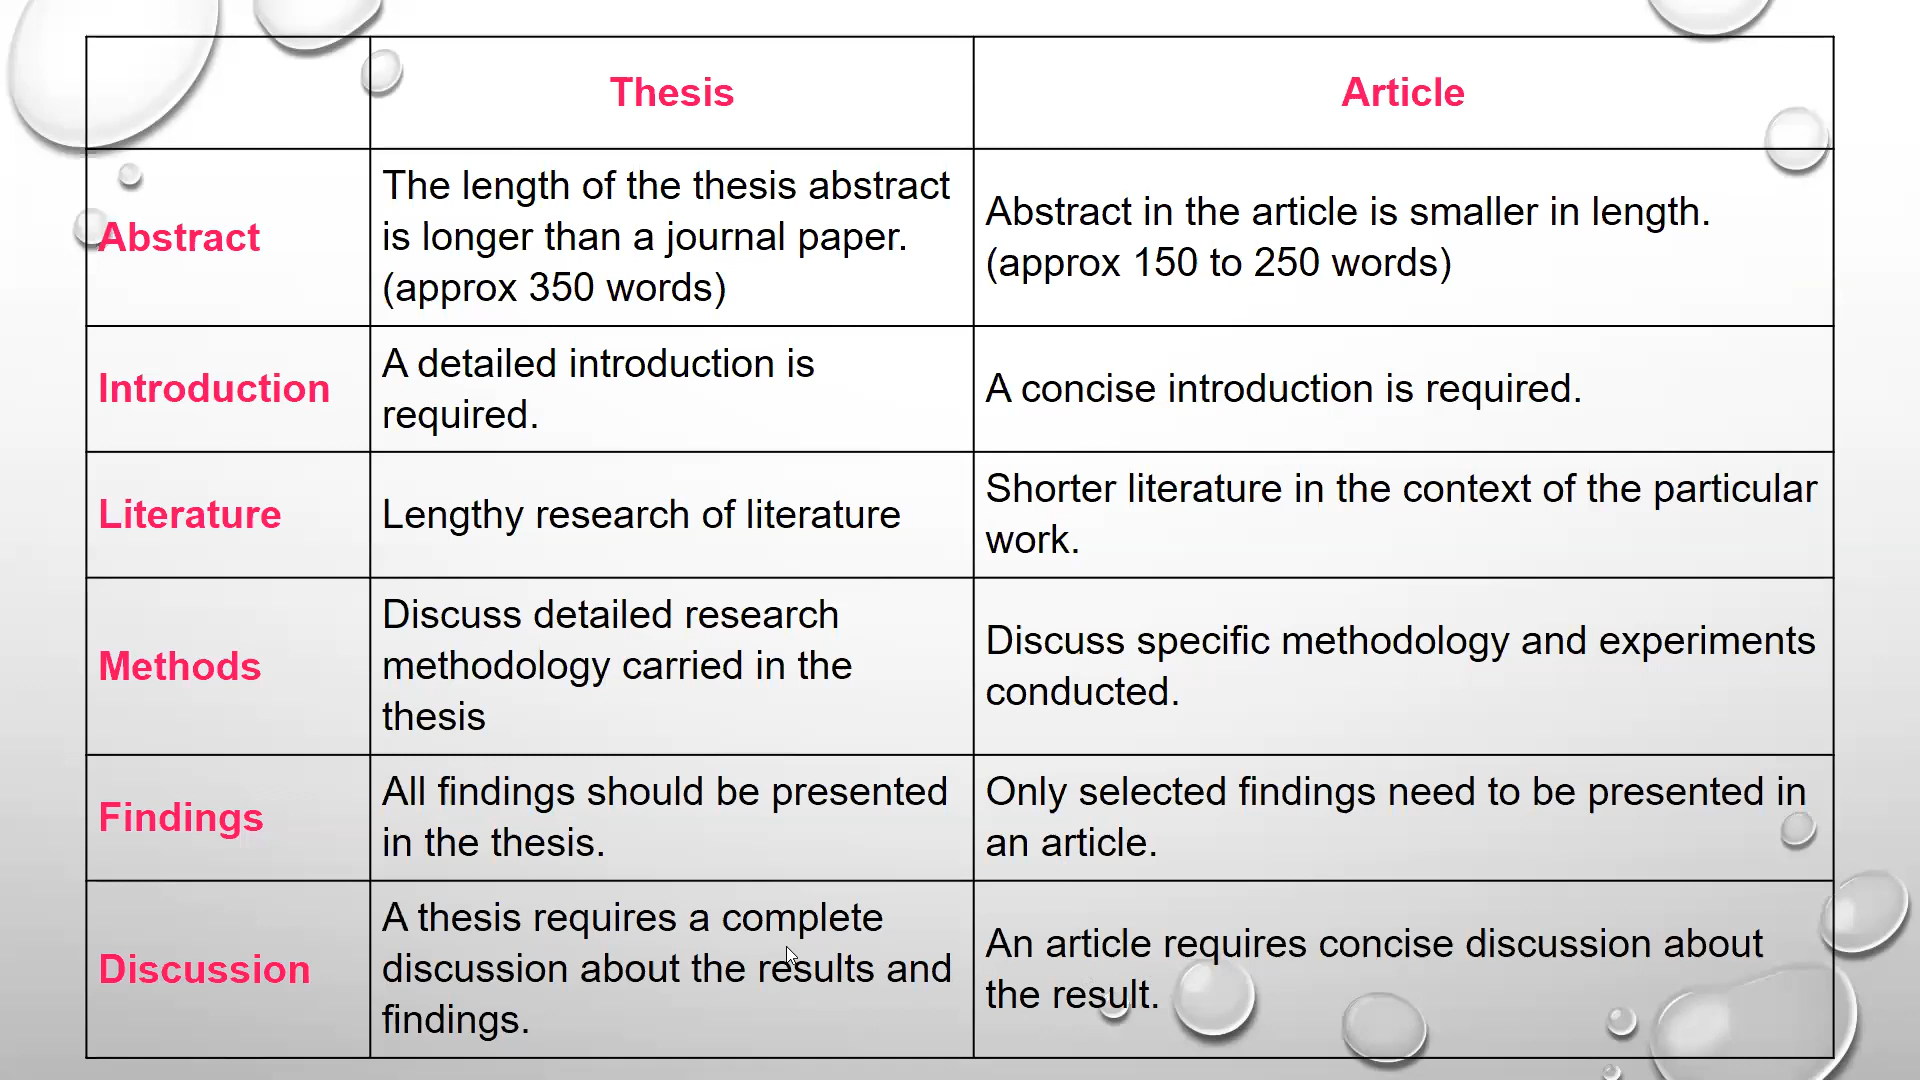 Thesis
Article
Abstract
The length of the thesis abstract
is longer than a journal paper.
(approx 350 words)
Abstract in the article is smaller in length.
(approx 150 to 250 words)
Introduction
A detailed introduction is
required.
A concise introduction is required.
Literature
Lengthy research of literature
Shorter literature in the context of the particular
work.
Methods
Discuss detailed research
methodology carried in the
thesis
Discuss specific methodology and experiments
conducted.
Findings
All findings should be presented
in the thesis.
Only selected findings need to be presented in
an article.
Discussion
A thesis requires a complete
discussion about the results and
findings.
An article requires concise discussion about
the result.